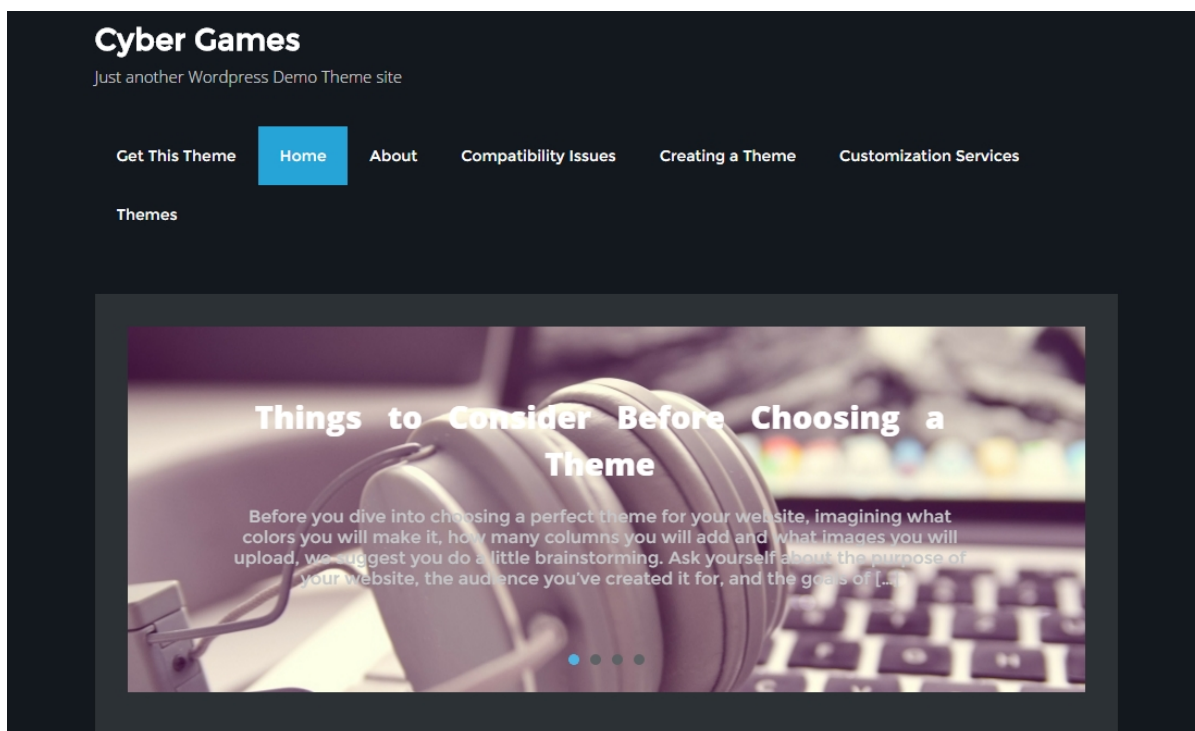 Cyber Games
Just another Wordpress Demo Theme site
Get This Theme Home About Compatibility Issues Creating a Theme Customization Services
Themes
Things to Consider Before Choosing a
Theme
Before you dive into choosing a perfect theme for your website, imagining what
colors you will make it, how many columns you will add and what images you will
upload, we suggest you do a little brainstorming. Ask yourself about the purpose of
your website, the audience you've created it for, and the goals of [...]